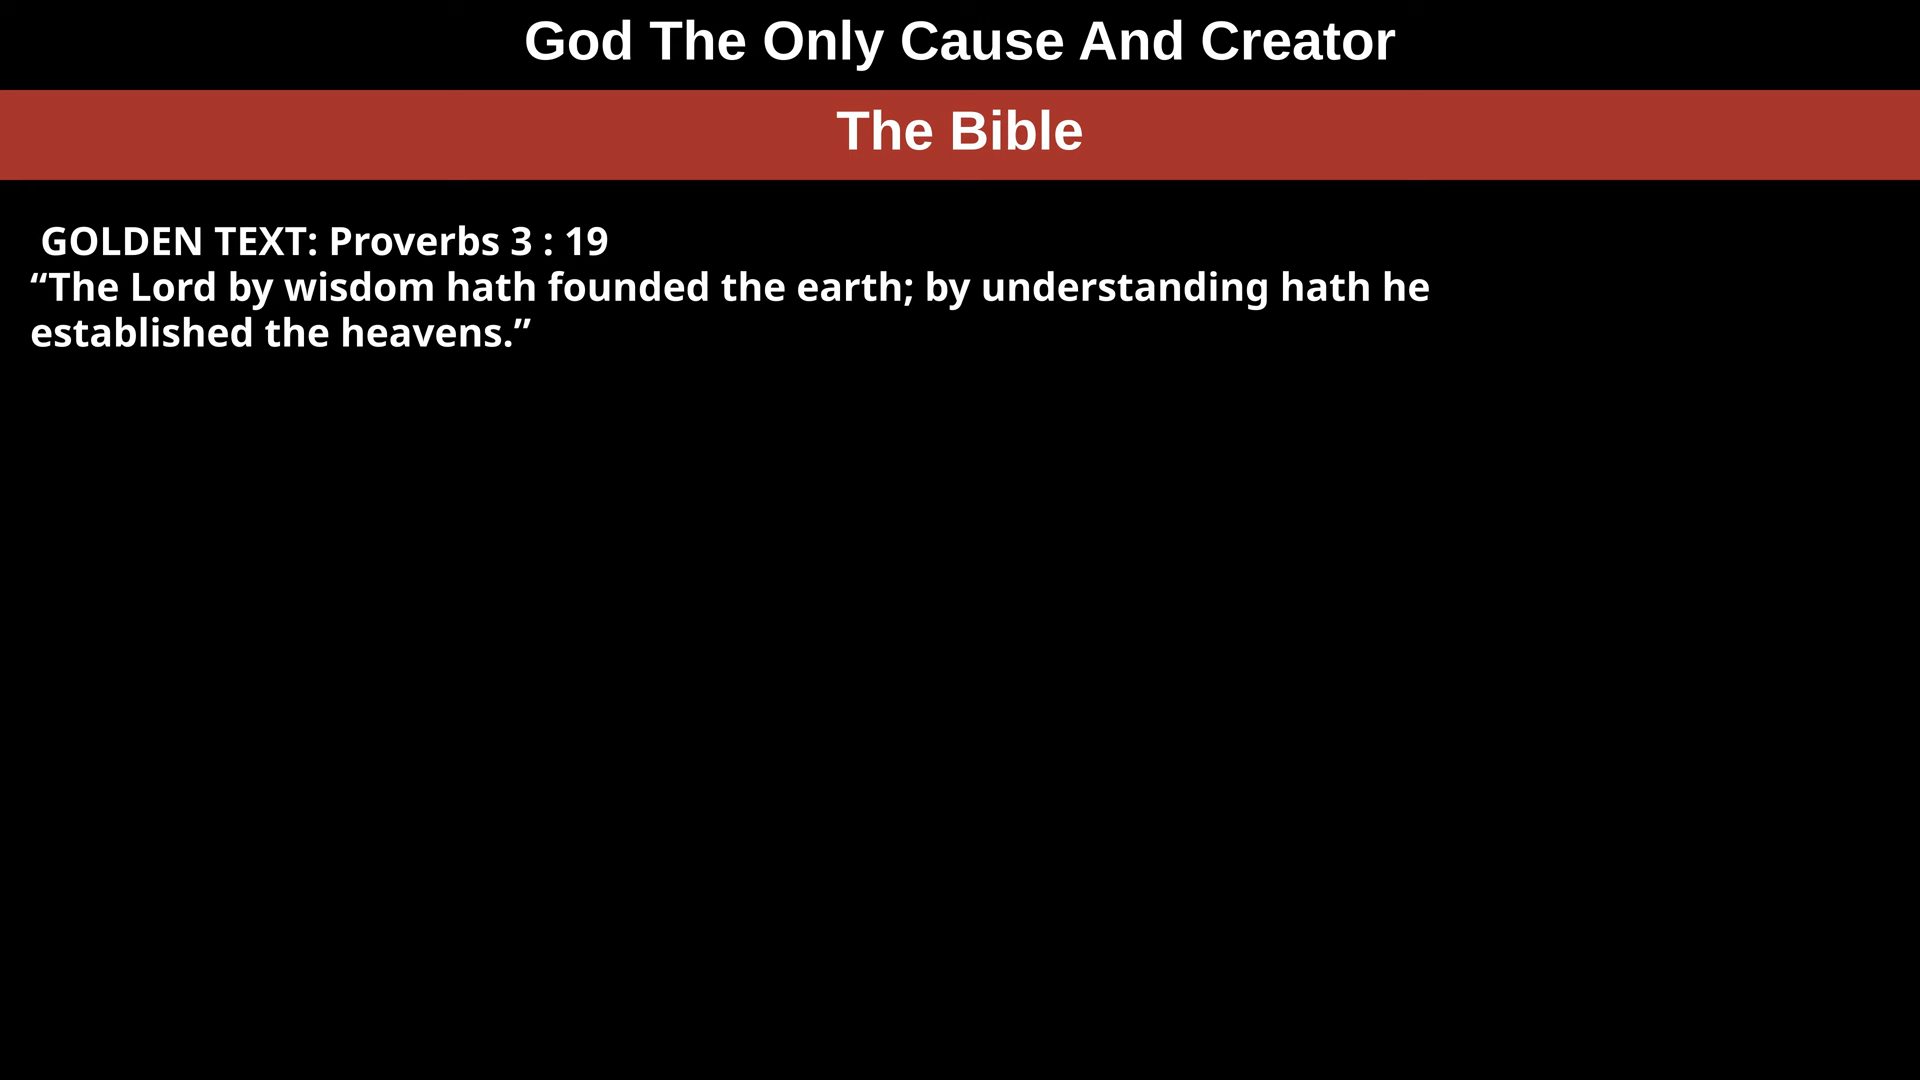 God The Only Cause And Creator
The Bible
GOLDEN TEXT: Proverbs 3 : 19
“The Lord by wisdom hath founded the earth; by understanding hath he
established the heavens.”